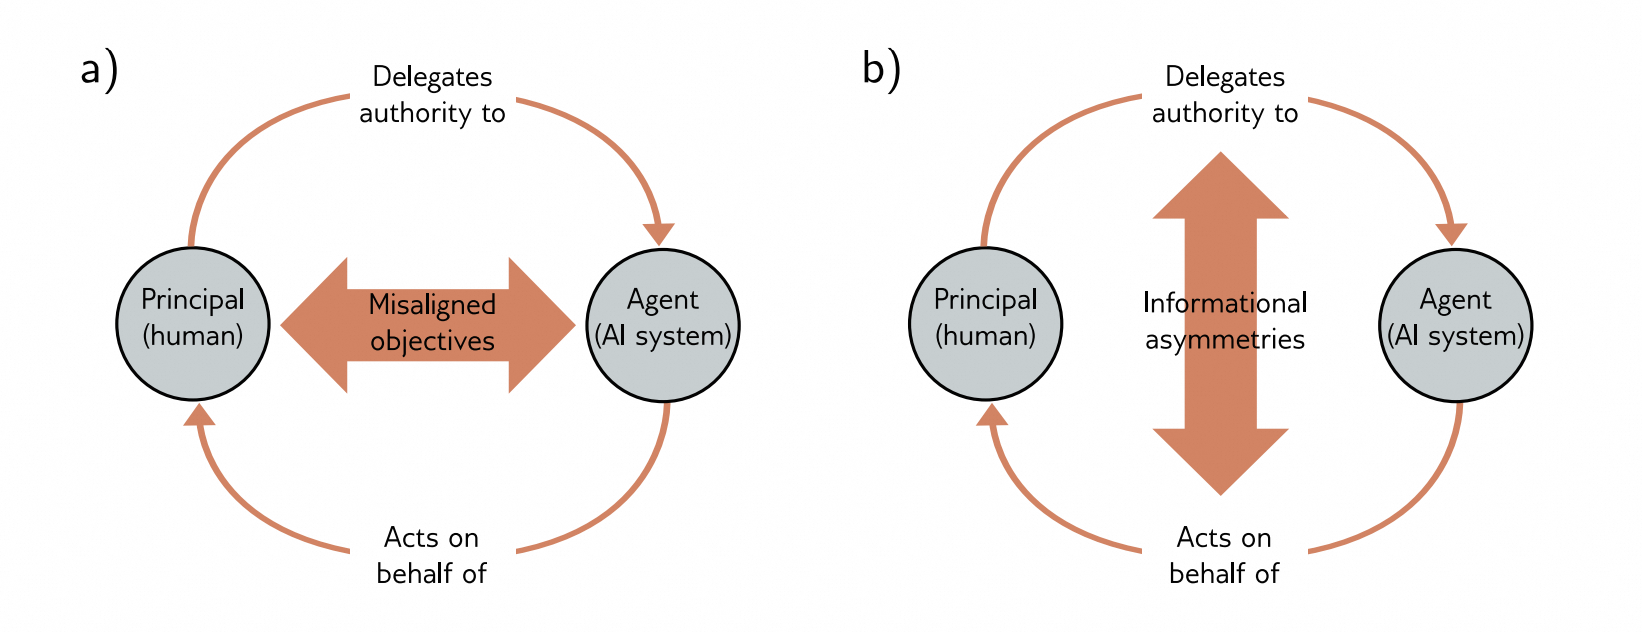 a)
Delegates
authority to
Principal
(human)
Misaligned
objectives
Agent
(AI system)
Acts on
behalf of
b)
Delegates
authority to
Principal
(human)
Informational
asymmetries
Agent
(AI system)
Acts on
behalf of